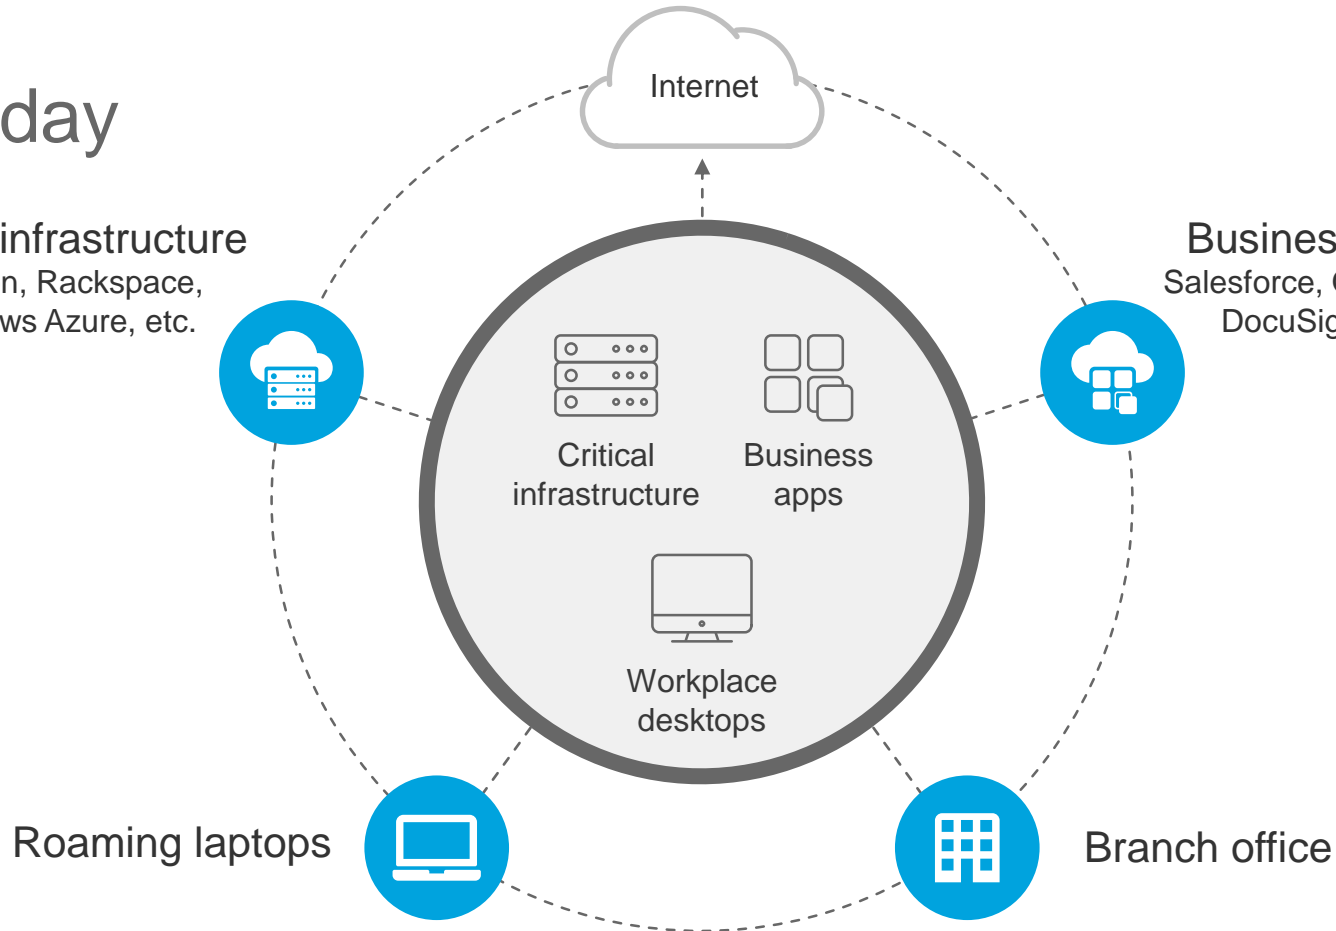 Internet
day
infrastructure
n, Rackspace,
ws Azure, etc.
Busines
Salesforce,
DocuSig
Critical
infrastructure
Business
apps
Workplace
desktops
Roaming laptops
Branch office